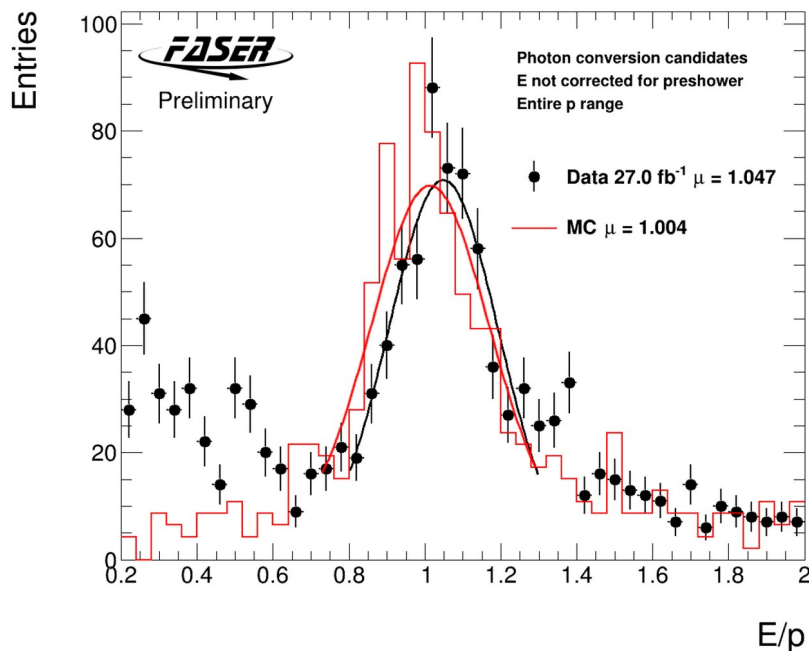 Entries
100
80
60
40
20
0
FASER
Preliminary
Photon conversion candidates
E not corrected for preshower
Entire p range
Data 27.0 fb⁻¹ μ = 1.047
MC μ = 1.004
0.2 0.4 0.6 0.8 1 1.2 1.4 1.6 1.8 2
E/p